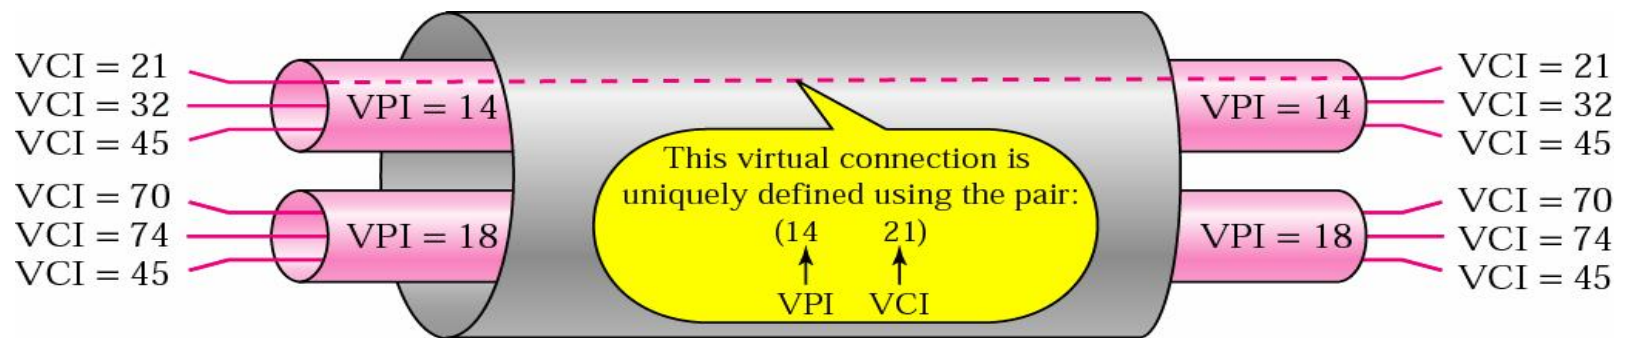 VCI = 21
VCI = 32
VCI = 45
VPI = 14
VCI = 70
VCI = 74
VCI = 45
VPI = 18
This virtual connection is
uniquely defined using the pair:
(14 21)
VPI VCI
VPI = 14
VCI = 21
VCI = 32
VCI = 45
VPI = 18
VCI = 70
VCI = 74
VCI = 45